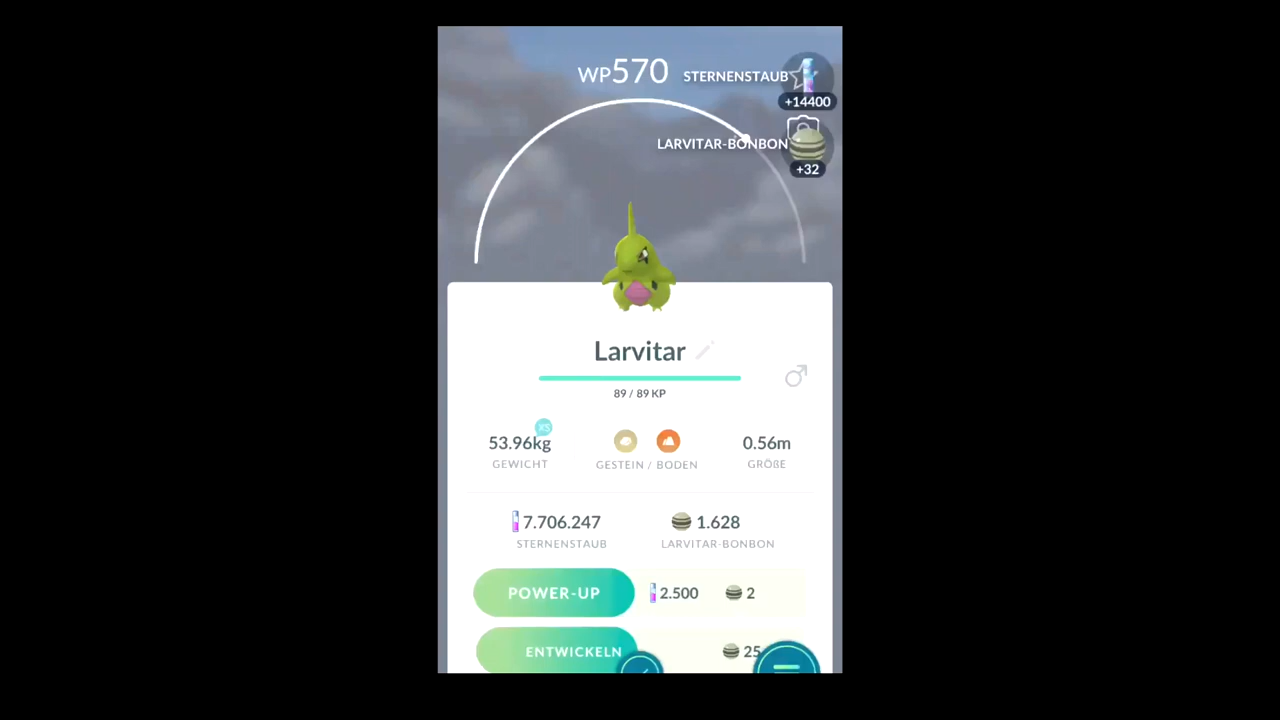 WP570
STERNENSTAUB
+14400
LARVITAR-BONBON
+32
Larvitar
89 / 89 KP
XS
53.96kg
GEWICHT
GESTEIN / BODEN
0.56m
GRÖßE
7.706.247
STERNENSTAUB
1.628
LARVITAR-BONBON
POWER-UP
2.500
2
ENTWICKELN
25